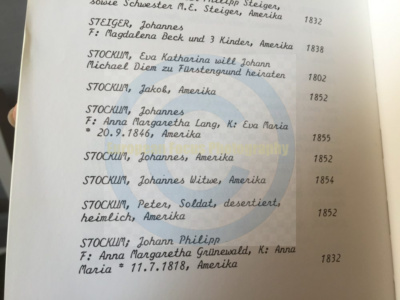 Philipp Steiger,
sowie Schwester M.E. Steiger, Amerika 1832
STEIGER, Johannes
F: Magdalena Beck und 3 Kinder, Amerika 1838
STOCKUM, Eva Katharina will Johann
Michael Diem zu Fürstengrund heiraten 1802
STOCKUM, Jakob, Amerika 1852
STOCKUM, Johannes
F: Anna Margaretha Lang, K: Eva Maria
* 20.9.1846, Amerika 1855
STOCKUM, Johannes, Amerika 1852
STOCKUM, Johannes Witwe, Amerika 1854
STOCKUM, Peter, Soldat, desertiert,
heimlich, Amerika 1852
STOCKUM; Johann Philipp
F: Anna Margaretha Grünewald, K: Anna
Maria * 11.7.1818, Amerika 1832